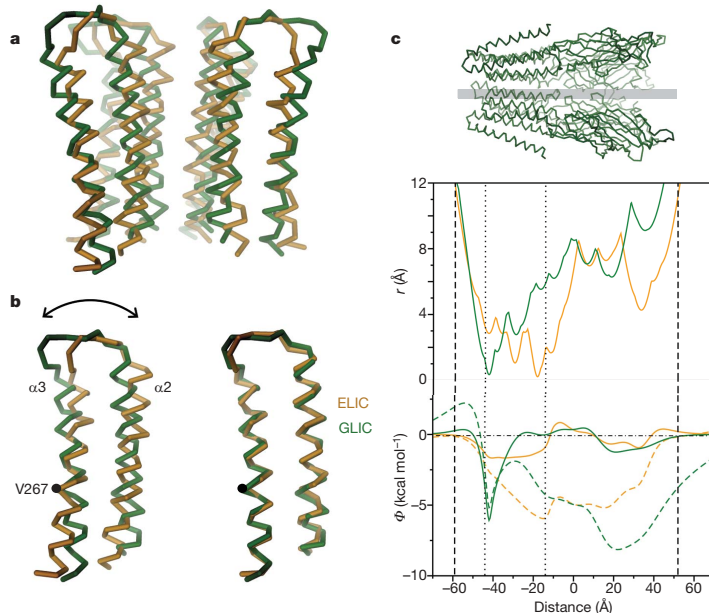 a
b
α3
α2
V267
ELIC
GLIC
c
12
8
4
0
r (Å)
0
−5
−10
Φ (kcal mol⁻¹)
−60 −40 −20 0 20 40 60
Distance (Å)